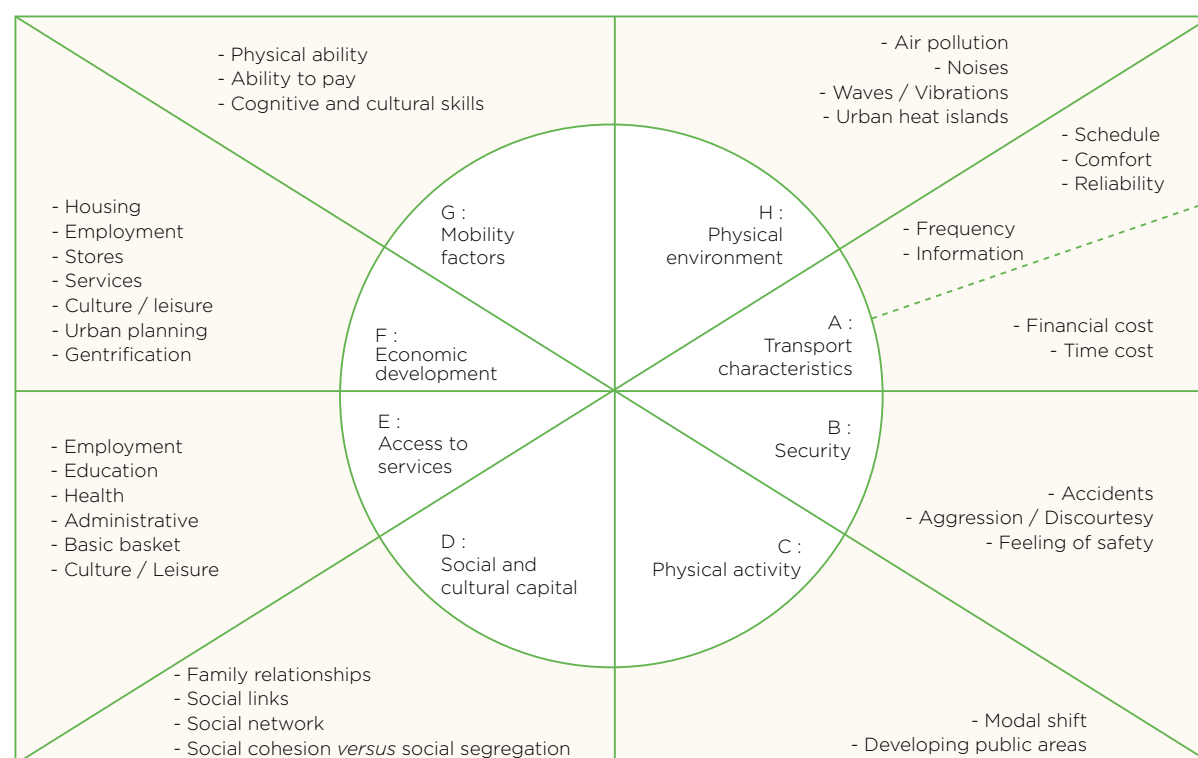 - Physical ability
- Ability to pay
- Cognitive and cultural skills
- Air pollution
- Noises
- Waves / Vibrations
- Urban heat islands
- Schedule
- Comfort
- Reliability
- Frequency
- Information
- Housing
- Employment
- Stores
- Services
- Culture / leisure
- Urban planning
- Gentrification
G :
Mobility
factors
H :
Physical
environment
F :
Economic
development
A :
Transport
characteristics
- Financial cost
- Time cost
E :
Access to
services
B :
Security
- Employment
- Education
- Health
- Administrative
- Basic basket
- Culture / Leisure
- Accidents
- Aggression / Discourtesy
- Feeling of safety
D :
Social and
cultural capital
C :
Physical activity
- Family relationships
- Social links
- Social network
- Social cohesion versus social segregation
- Modal shift
- Developing public areas